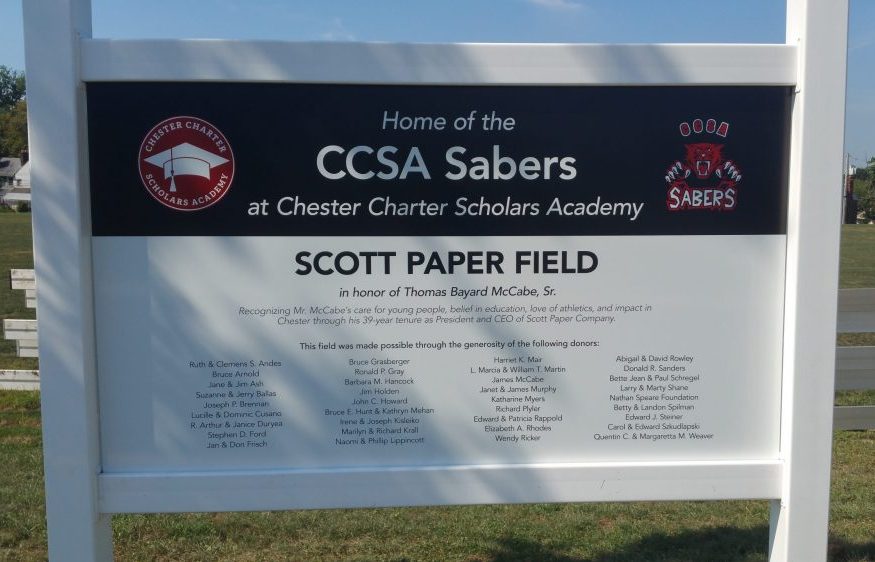 CHESTER CHARTER
SCHOLARS ACADEMY
Home of the
CCSA Sabers
at Chester Charter Scholars Academy
CCSA
SABERS
SCOTT PAPER FIELD
in honor of Thomas Bayard McCabe, Sr.
Recognizing Mr. McCabe's care for young people, belief in education, love of athletics, and impact in
Chester through his 39-year tenure as President and CEO of Scott Paper Company.
This field was made possible through the generosity of the following donors:
Ruth & Clemens S. Andes
Bruce Arnold
Jane & Jim Ash
Suzanne & Jerry Ballas
Joseph P. Brennan
Lucille & Dominic Cusano
R. Arthur & Janice Duryea
Stephen D. Ford
Jan & Don Frisch
Bruce Grasberger
Ronald P. Gray
Barbara M. Hancock
Jim Holden
John C. Howard
Bruce E. Hunt & Kathryn Mehan
Irene & Joseph Kisleiko
Marilyn & Richard Krall
Naomi & Phillip Lippincott
Harriet K. Mair
L. Marcia & William T. Martin
James McCabe
Janet & James Murphy
Katharine Myers
Richard Plyler
Edward & Patricia Rappold
Elizabeth A. Rhodes
Wendy Ricker
Abigail & David Rowley
Donald R. Sanders
Bette Jean & Paul Schregel
Larry & Marty Shane
Nathan Speare Foundation
Betty & Landon Spilman
Edward J. Steiner
Carol & Edward Szkudlapski
Quentin C. & Margaretta M. Weaver